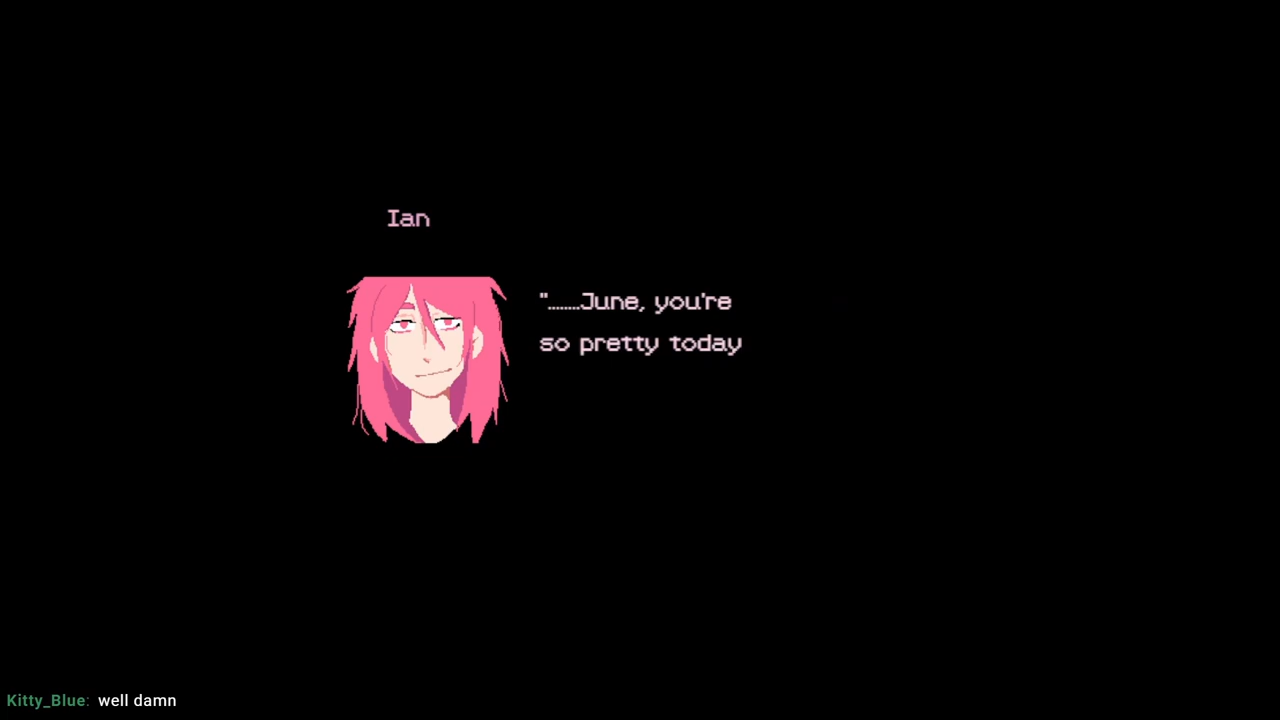 Ian
".......June, you're
so pretty today
Kitty_Blue: well damn